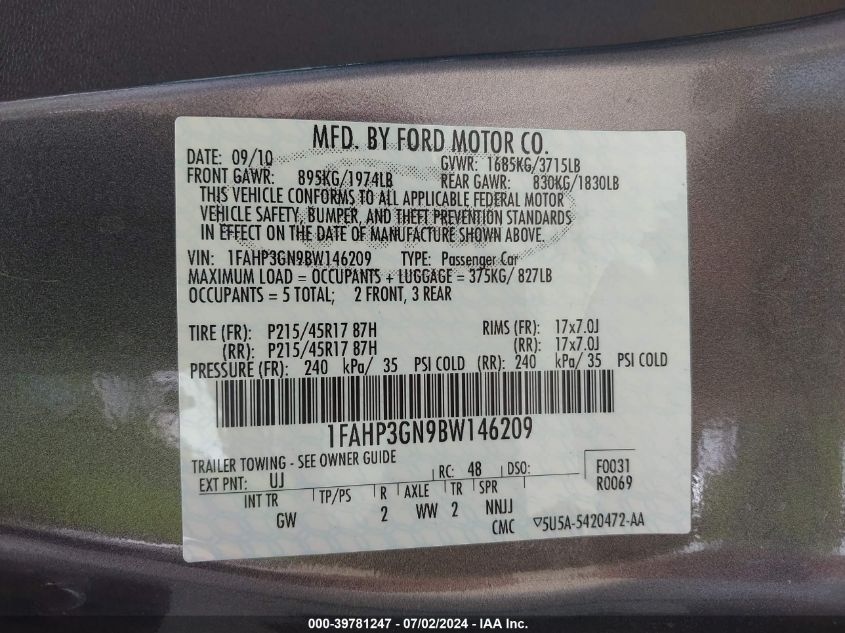 MFD. BY FORD MOTOR CO.
DATE: 09/10 GVWR: 1685KG/3715LB
FRONT GAWR: 895KG/1974LB REAR GAWR: 830KG/1830LB
THIS VEHICLE CONFORMS TO ALL APPLICABLE FEDERAL MOTOR
VEHICLE SAFETY, BUMPER, AND THEFT PREVENTION STANDARDS
IN EFFECT ON THE DATE OF MANUFACTURE SHOWN ABOVE.
VIN: 1FAHP3GN9BW146209 TYPE: Passenger Car
MAXIMUM LOAD = OCCUPANTS + LUGGAGE = 375KG/ 827LB
OCCUPANTS = 5 TOTAL; 2 FRONT, 3 REAR
TIRE (FR): P215/45R17 87H RIMS (FR): 17x7.0J
(RR): P215/45R17 87H (RR): 17x7.0J
PRESSURE (FR): 240 kPa/ 35 PSI COLD (RR): 240 kPa/ 35 PSI COLD
1FAHP3GN9BW146209
TRAILER TOWING - SEE OWNER GUIDE
EXT PNT: UJ RC: 48 DSO: F0031
R0069
INT TR TP/PS R AXLE TR SPR
GW 2 WW 2 NNJJ
CMC ▽5U5A-5420472-AA
000-39781247 / 07/02/2024 / IAA Inc.